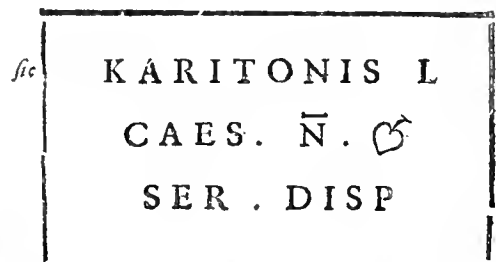 sic KARITONIS L
CAES. N̅. ❦
SER. DISP